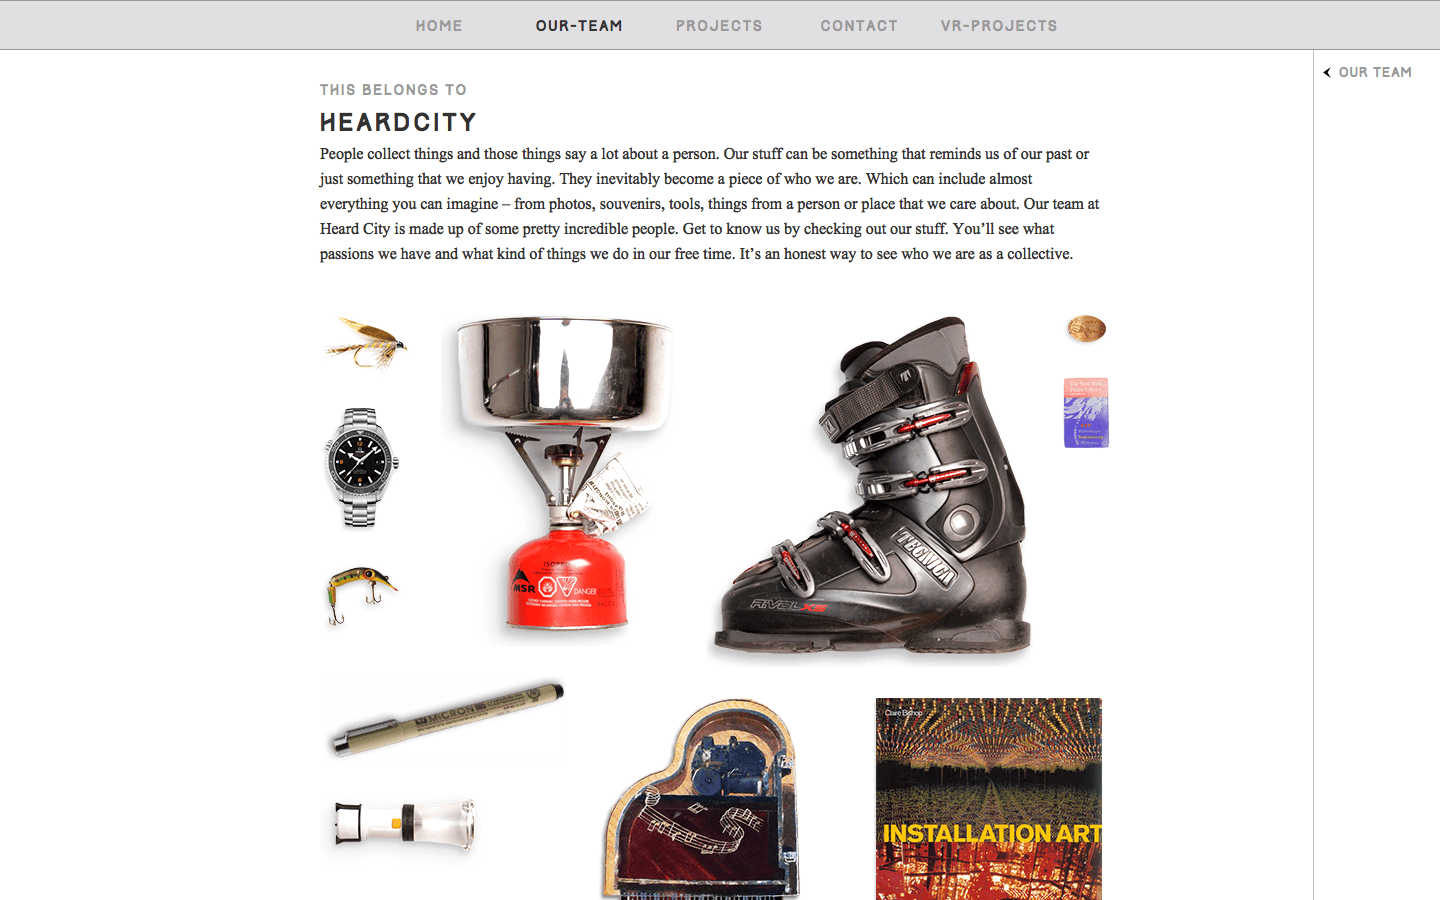 HOME OUR-TEAM PROJECTS CONTACT VR-PROJECTS
OUR TEAM
THIS BELONGS TO
HEARDCITY
People collect things and those things say a lot about a person. Our stuff can be something that reminds us of our past or
just something that we enjoy having. They inevitably become a piece of who we are. Which can include almost
everything you can imagine – from photos, souvenirs, tools, things from a person or place that we care about. Our team at
Heard City is made up of some pretty incredible people. Get to know us by checking out our stuff. You’ll see what
passions we have and what kind of things we do in our free time. It’s an honest way to see who we are as a collective.
The New York
Public Library
MSR
DANGER
TECNICA
RIVAL X8
MICRON
Claire Bishop
INSTALLATION ART